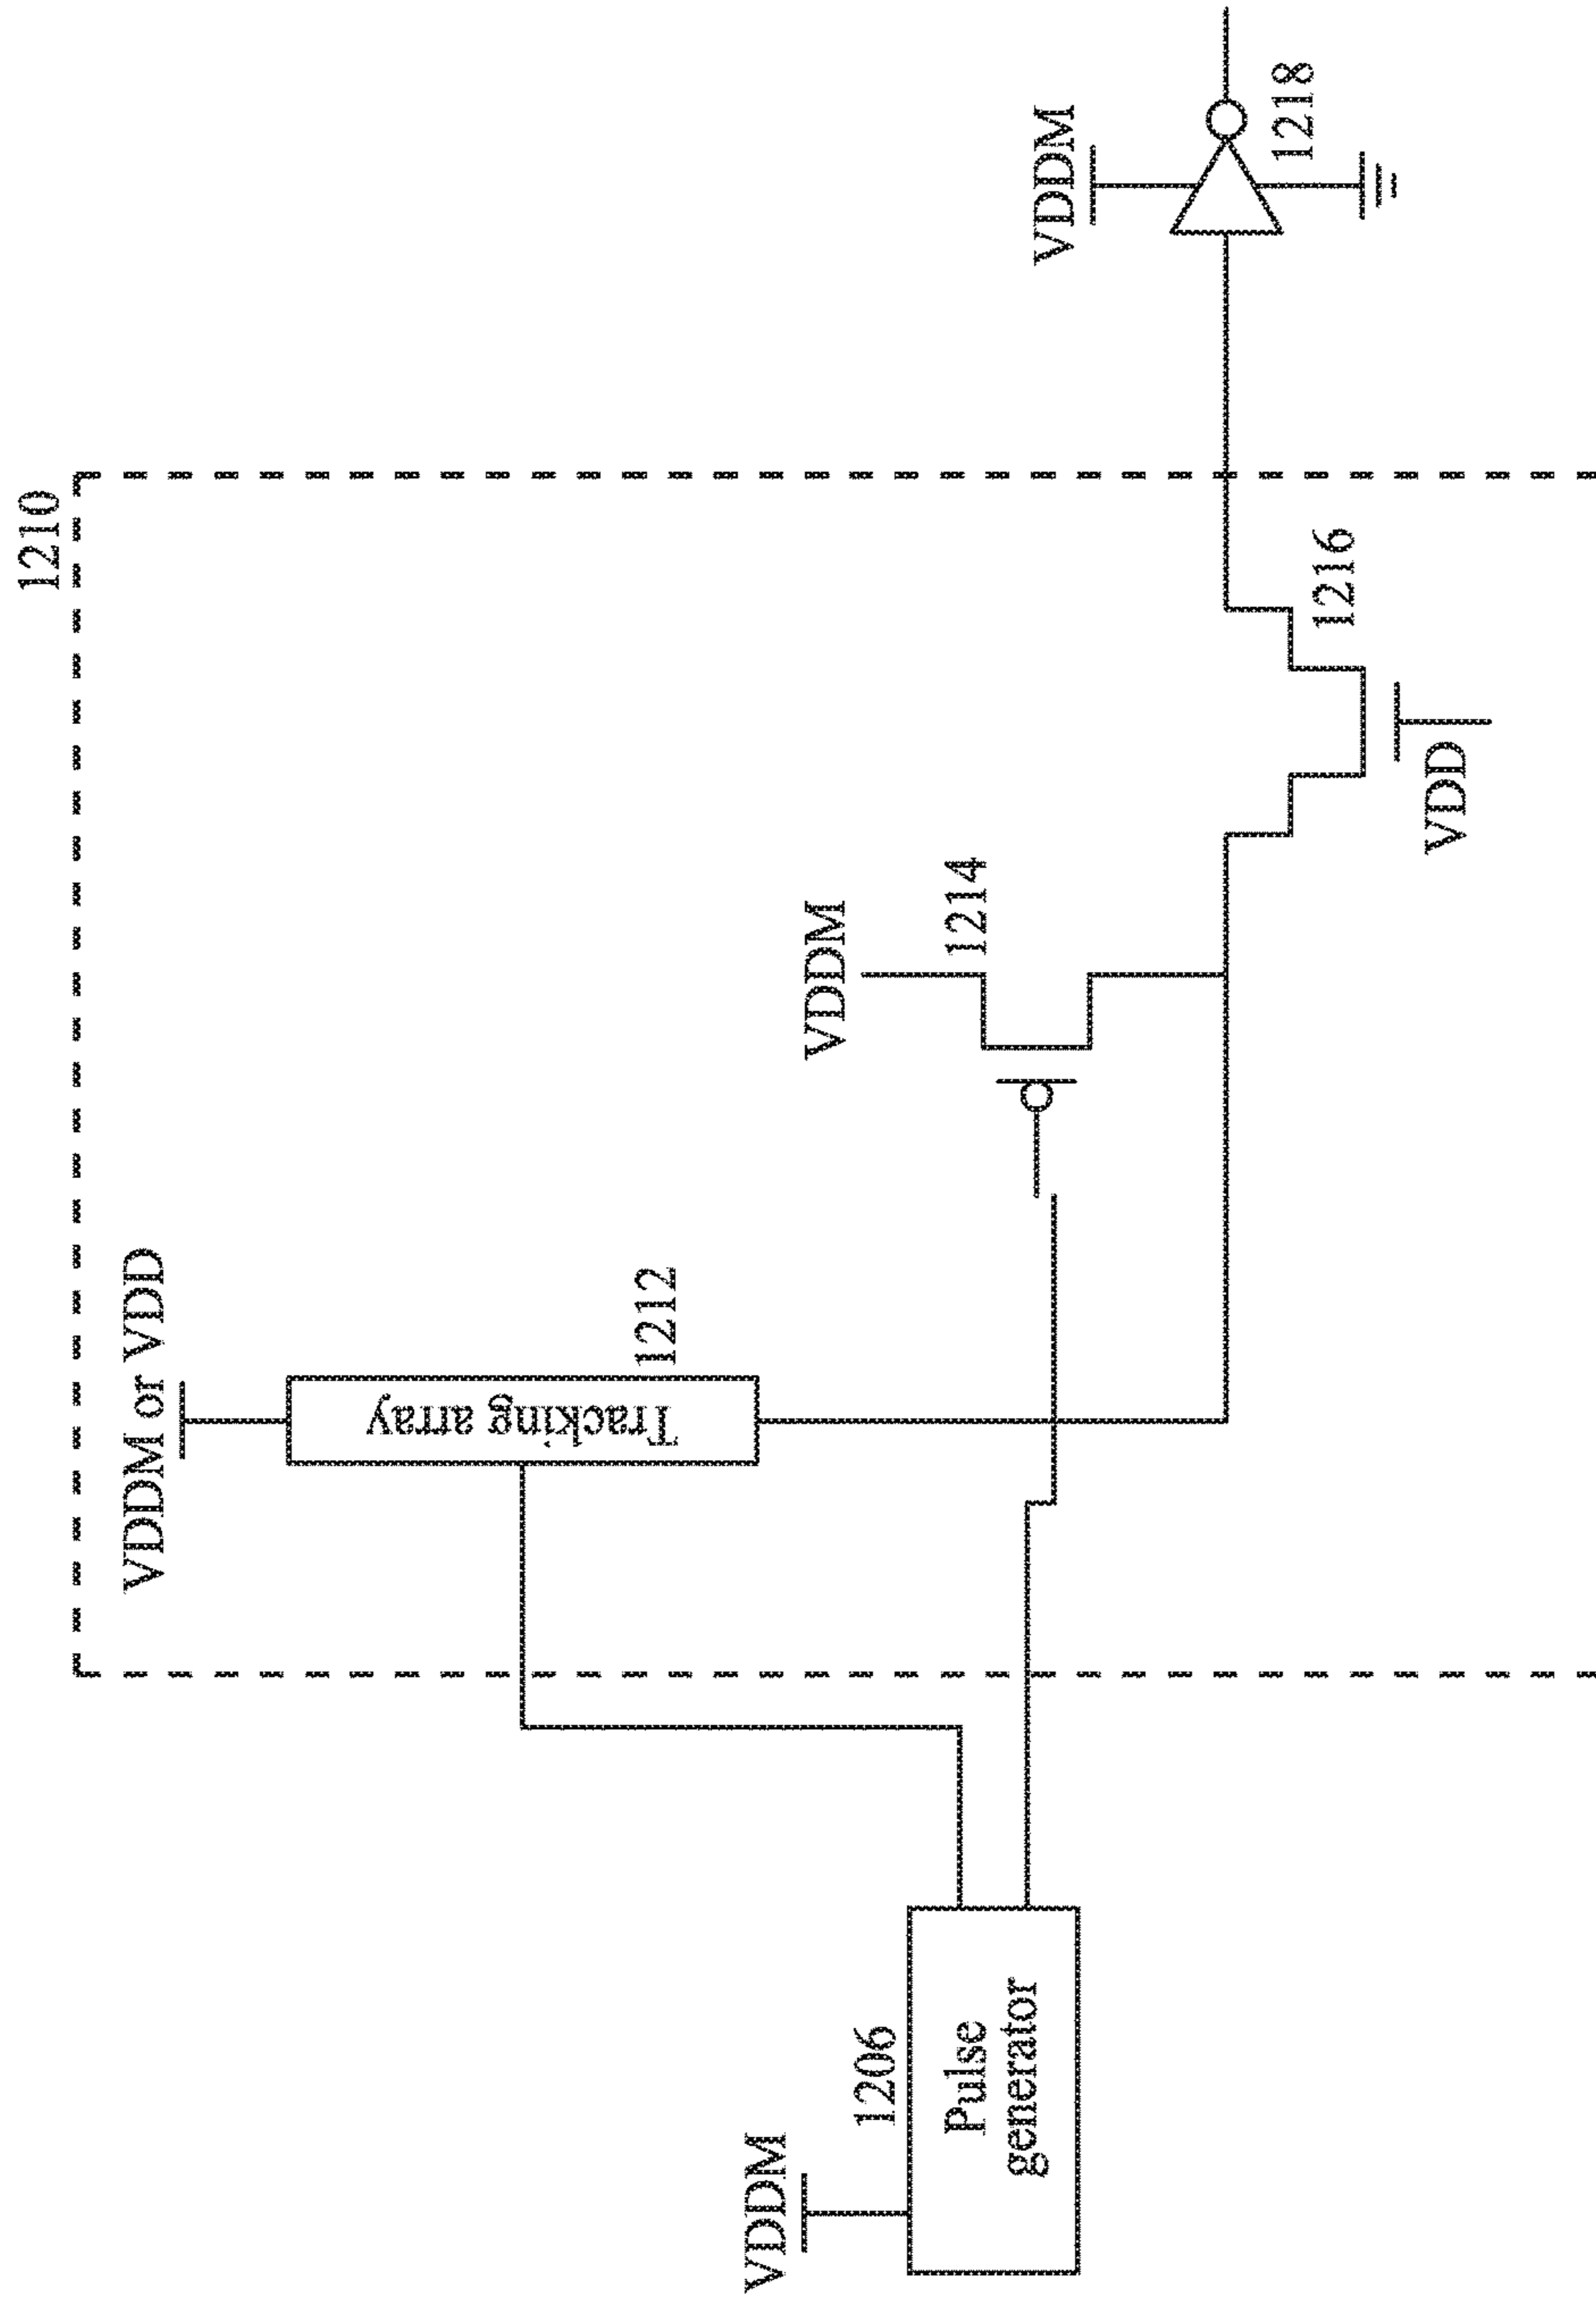 1210
VDDM or VDD
Tracking array
1212
VDDM
1206
Pulse
generator
VDDM
1214
1216
VDD
VDDM
1218